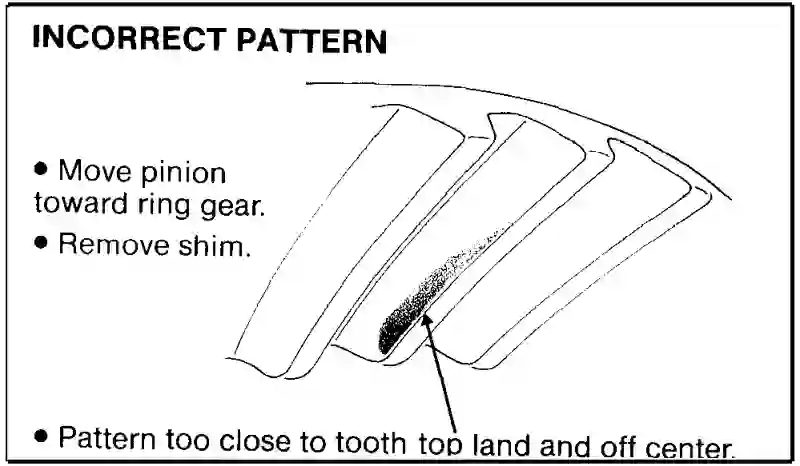 INCORRECT PATTERN
• Move pinion
toward ring gear.
• Remove shim.
• Pattern too close to tooth top land and off center.